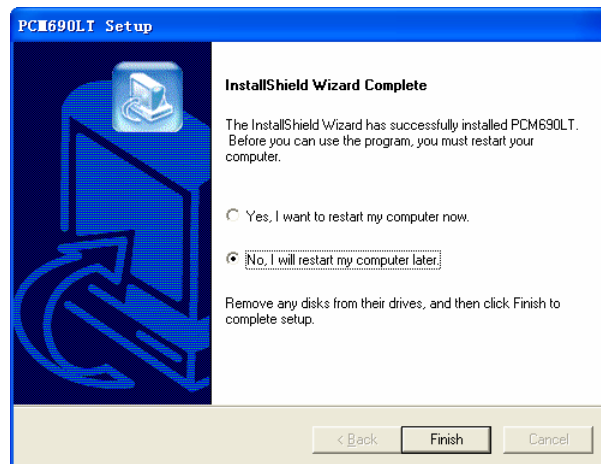 PCM690LT Setup
InstallShield Wizard Complete
The InstallShield Wizard has successfully installed PCM690LT.
Before you can use the program, you must restart your
computer.
Yes, I want to restart my computer now.
No, I will restart my computer later.
Remove any disks from their drives, and then click Finish to
complete setup.
< Back
Finish
Cancel